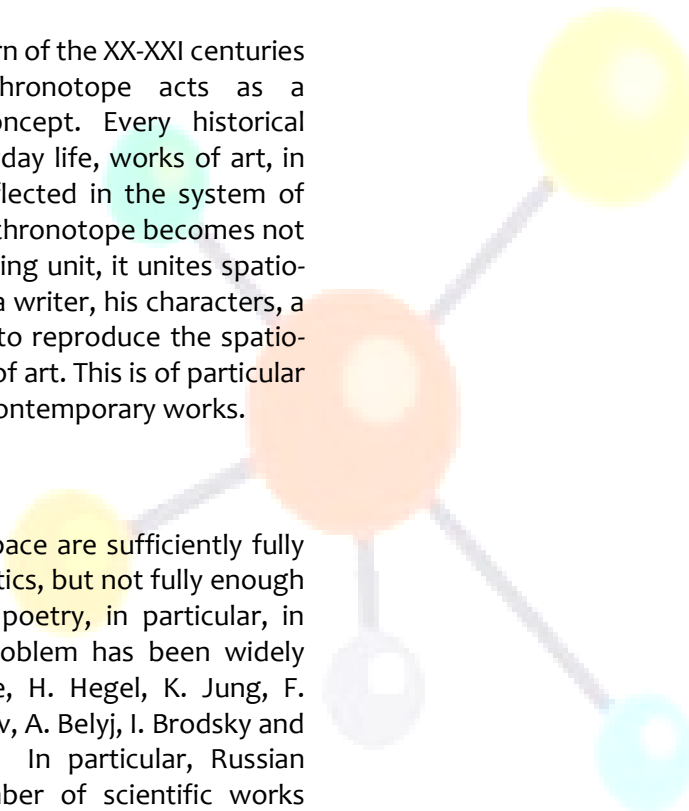 rn of the XX-XXI centuries
hronotope acts as a
oncept. Every historical
day life, works of art, in
flected in the system of
chronotope becomes not
ing unit, it unites spatio-
a writer, his characters, a
to reproduce the spatio-
of art. This is of particular
ontemporary works.
pace are sufficiently fully
tics, but not fully enough
poetry, in particular, in
oblem has been widely
e, H. Hegel, K. Jung, F.
v, A. Belyj, I. Brodsky and
In particular, Russian
ber of scientific works